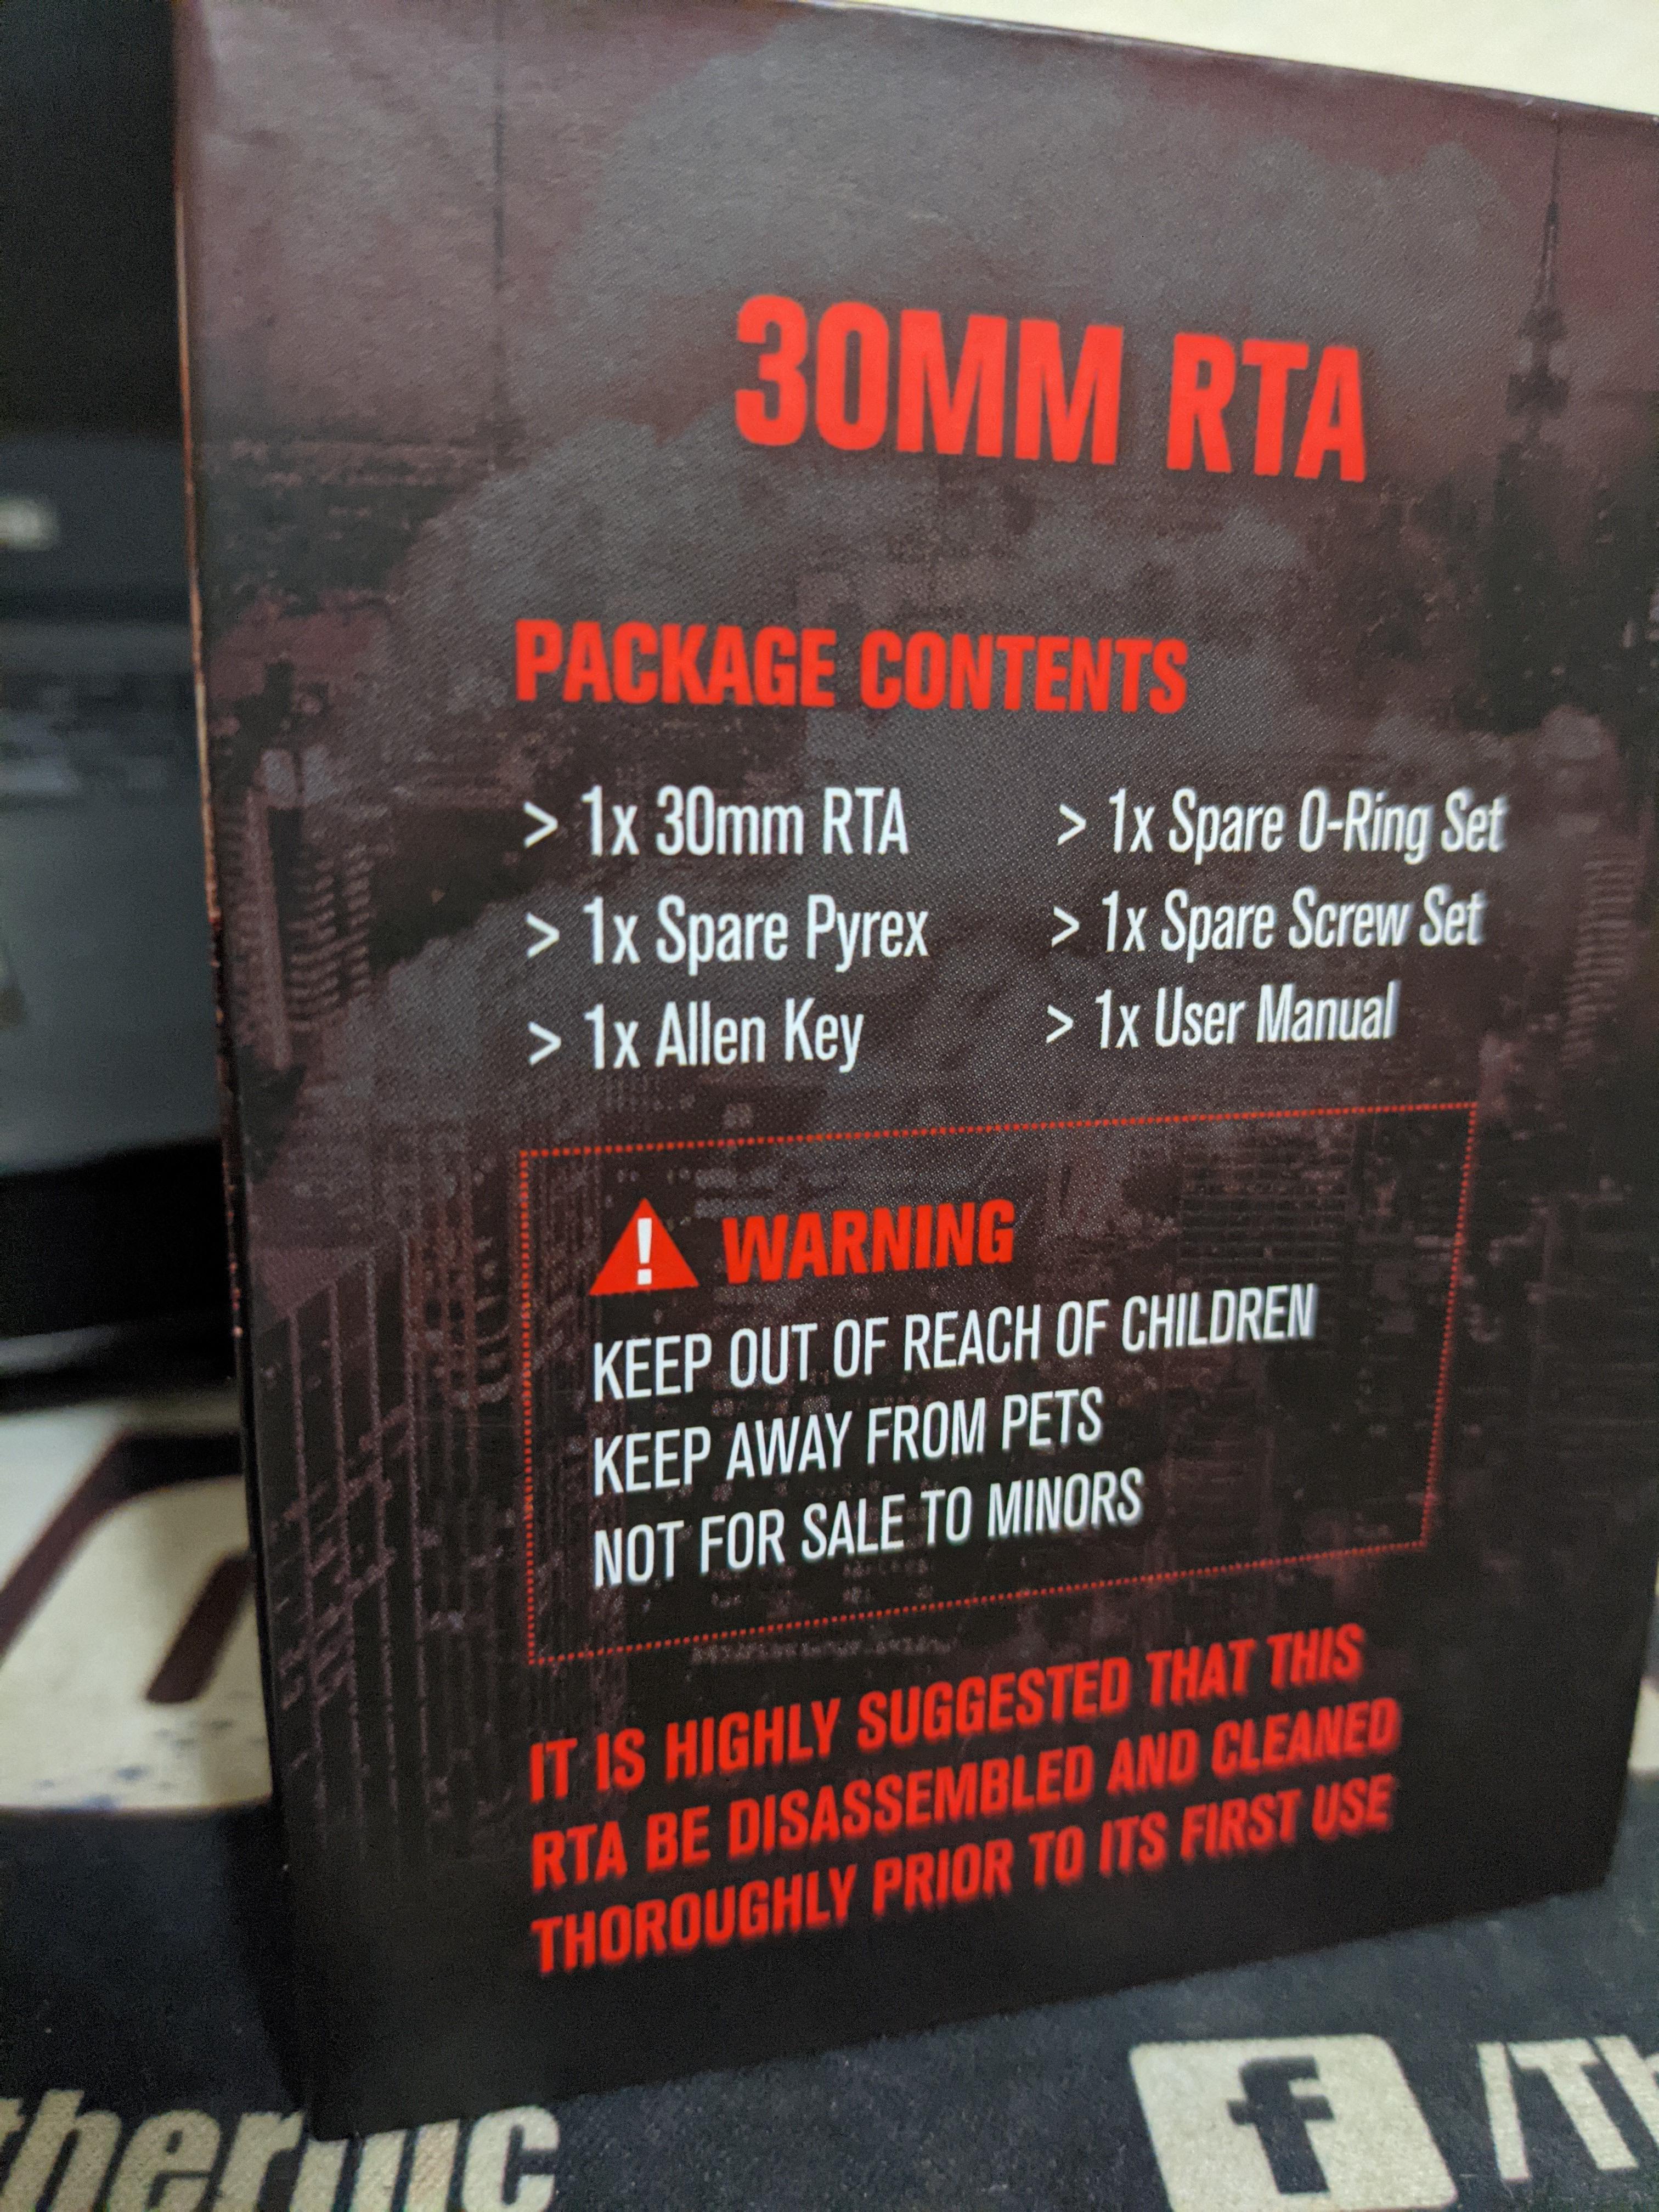 30MM RTA
PACKAGE CONTENTS
> 1x 30mm RTA
> 1x Spare Pyrex
> 1x Allen Key
> 1x Spare O-Ring Set
> 1x Spare Screw Set
> 1x User Manual
! WARNING
KEEP OUT OF REACH OF CHILDREN
KEEP AWAY FROM PETS
NOT FOR SALE TO MINORS
IT IS HIGHLY SUGGESTED THAT THIS
RTA BE DISASSEMBLED AND CLEANED
THOROUGHLY PRIOR TO ITS FIRST USE
f /Th